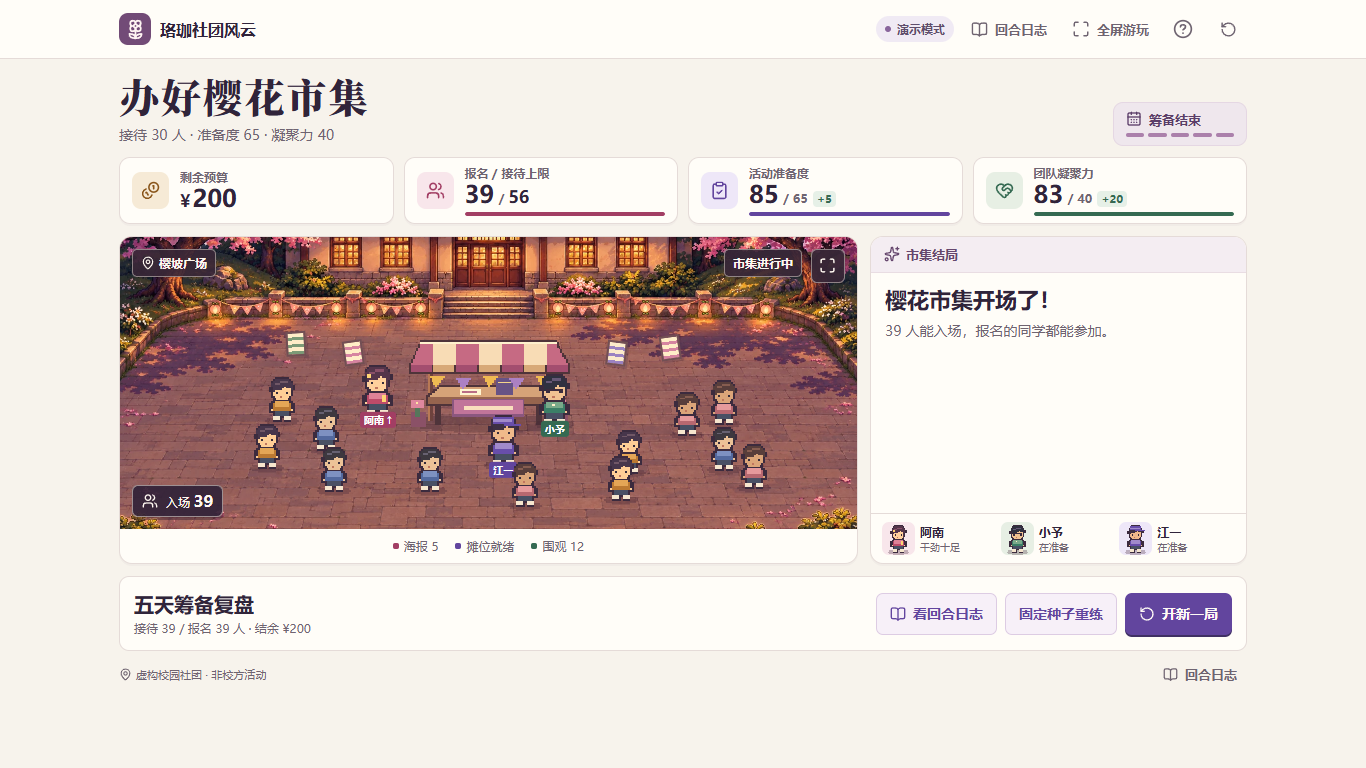 珞珈社团风云
演示模式
回合日志
全屏游玩
办好樱花市集
接待 30 人 · 准备度 65 · 凝聚力 40
筹备结束
剩余预算
¥200
报名 / 接待上限
39 / 56
活动准备度
85 / 65 +5
团队凝聚力
83 / 40 +20
樱坡广场
市集进行中
阿南↑
小予
江一
入场 39
海报 5
摊位就绪
围观 12
市集结局
樱花市集开场了!
39 人能入场，报名的同学都能参加。
阿南
干劲十足
小予
在准备
江一
在准备
五天筹备复盘
接待 39 / 报名 39 人 · 结余 ¥200
看回合日志
固定种子重练
开新一局
虚构校园社团 · 非校方活动
回合日志